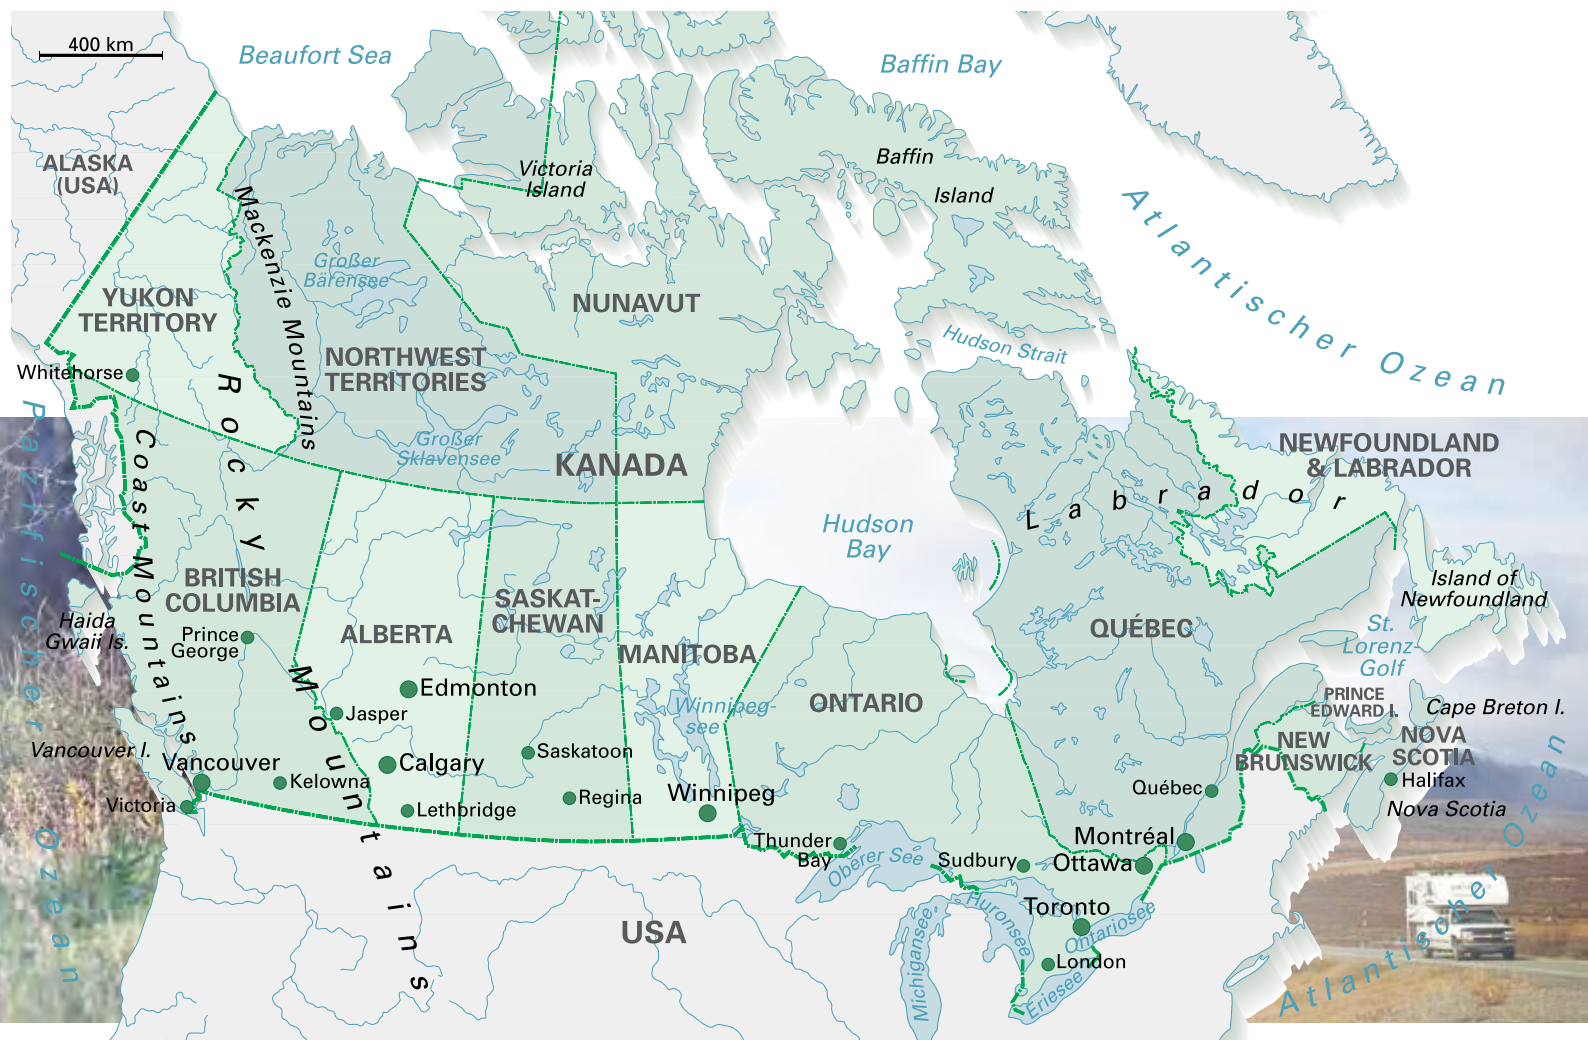 400 km
Beaufort Sea
Baffin Bay
ALASKA
(USA)
Victoria
Island
Baffin
Island
Atlantischer Ozean
Mackenzie Mountains
Großer
Bärensee
YUKON
TERRITORY
NUNAVUT
Hudson Strait
NORTHWEST
TERRITORIES
Whitehorse
Rocky Mountains
Pazifischer Ozean
Coast Mountains
Großer
Sklavensee
KANADA
NEWFOUNDLAND
& LABRADOR
Labrador
Hudson
Bay
BRITISH
COLUMBIA
SASKAT-
CHEWAN
Island of
Newfoundland
Haida
Gwaii Is.
Prince
George
ALBERTA
MANITOBA
QUÉBEC
St.
Lorenz-
Golf
Edmonton
Winnipeg-
see
ONTARIO
PRINCE
EDWARD I.
Cape Breton I.
Jasper
Vancouver I.
Vancouver
Calgary
Saskatoon
NEW
BRUNSWICK
NOVA
SCOTIA
Kelowna
Halifax
Victoria
Lethbridge
Regina
Winnipeg
Québec
Nova Scotia
Thunder
Bay
Oberer See
Sudbury
Montréal
Ottawa
Toronto
USA
Michigansee
Huronsee
Ontariosee
London
Eriesee
Atlantischer Ozean